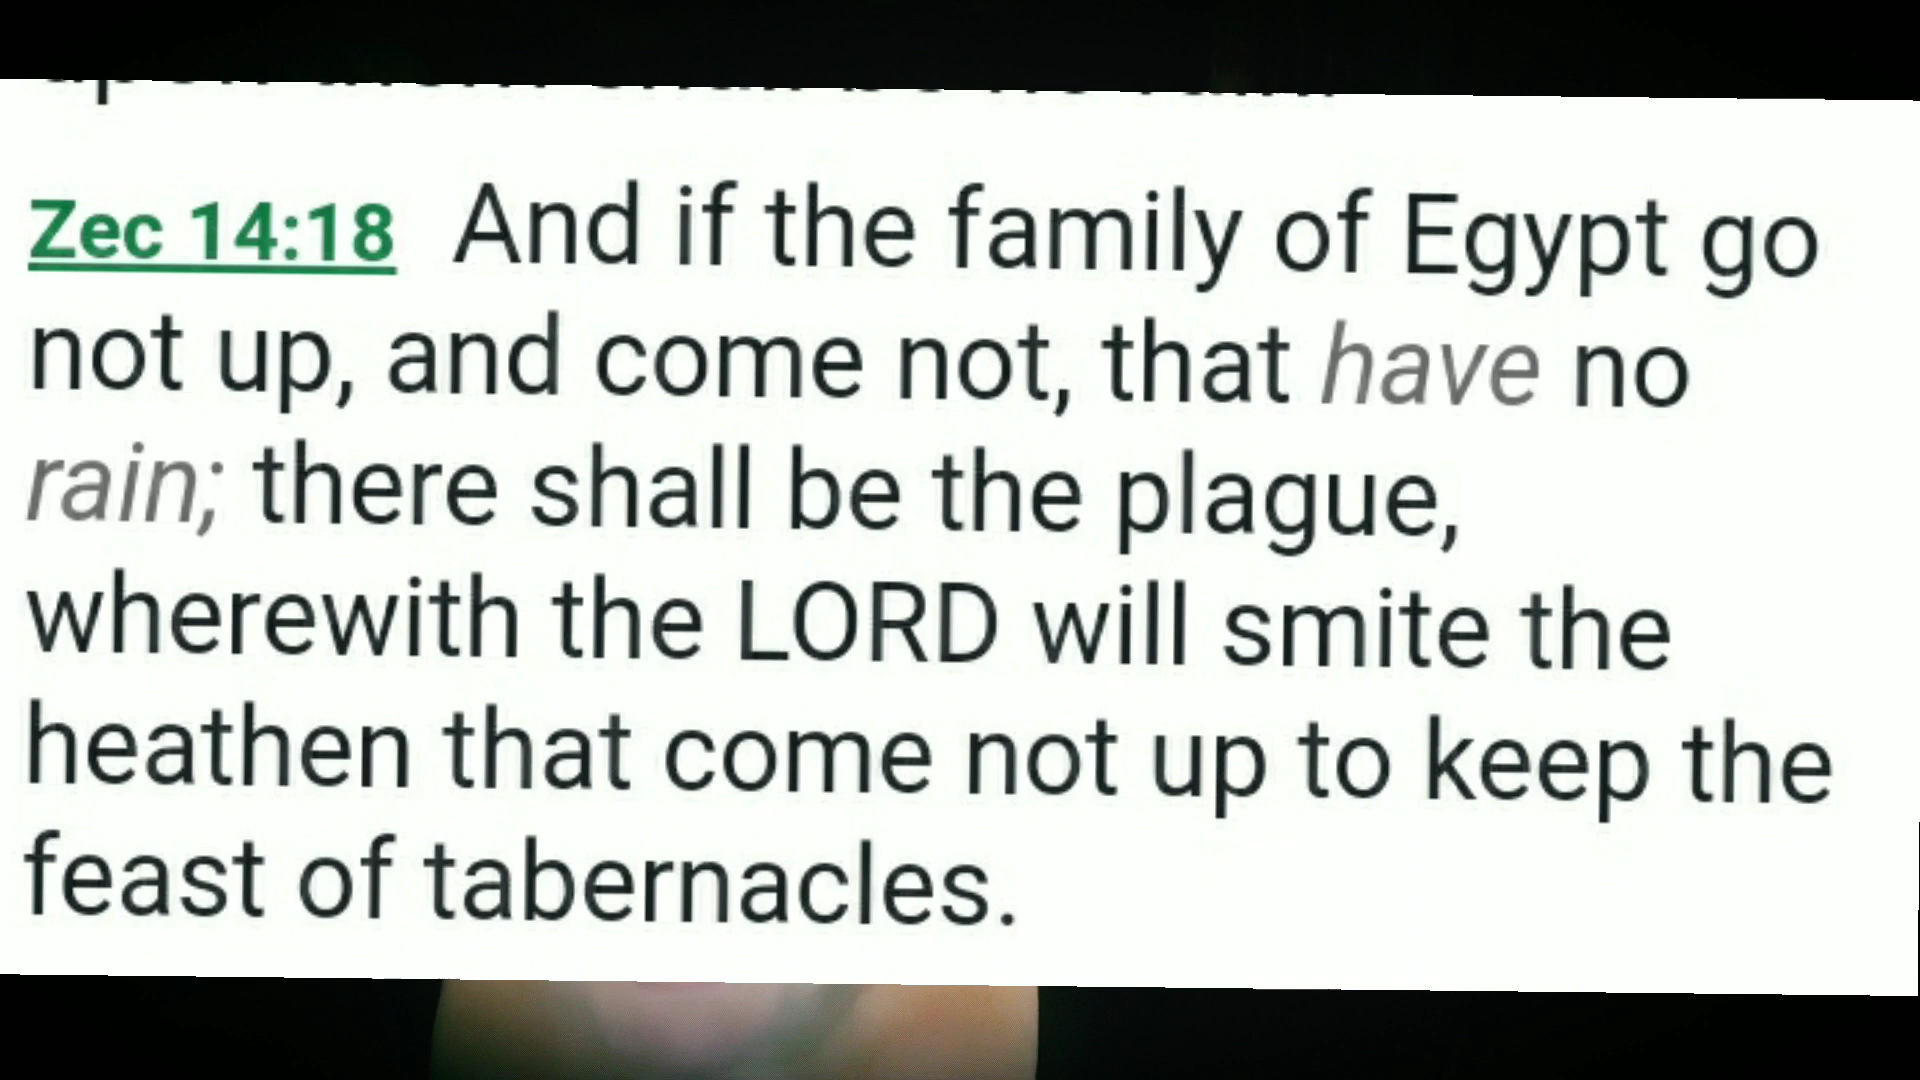 Zec 14:18 And if the family of Egypt go
not up, and come not, that have no
rain; there shall be the plague,
wherewith the LORD will smite the
heathen that come not up to keep the
feast of tabernacles.